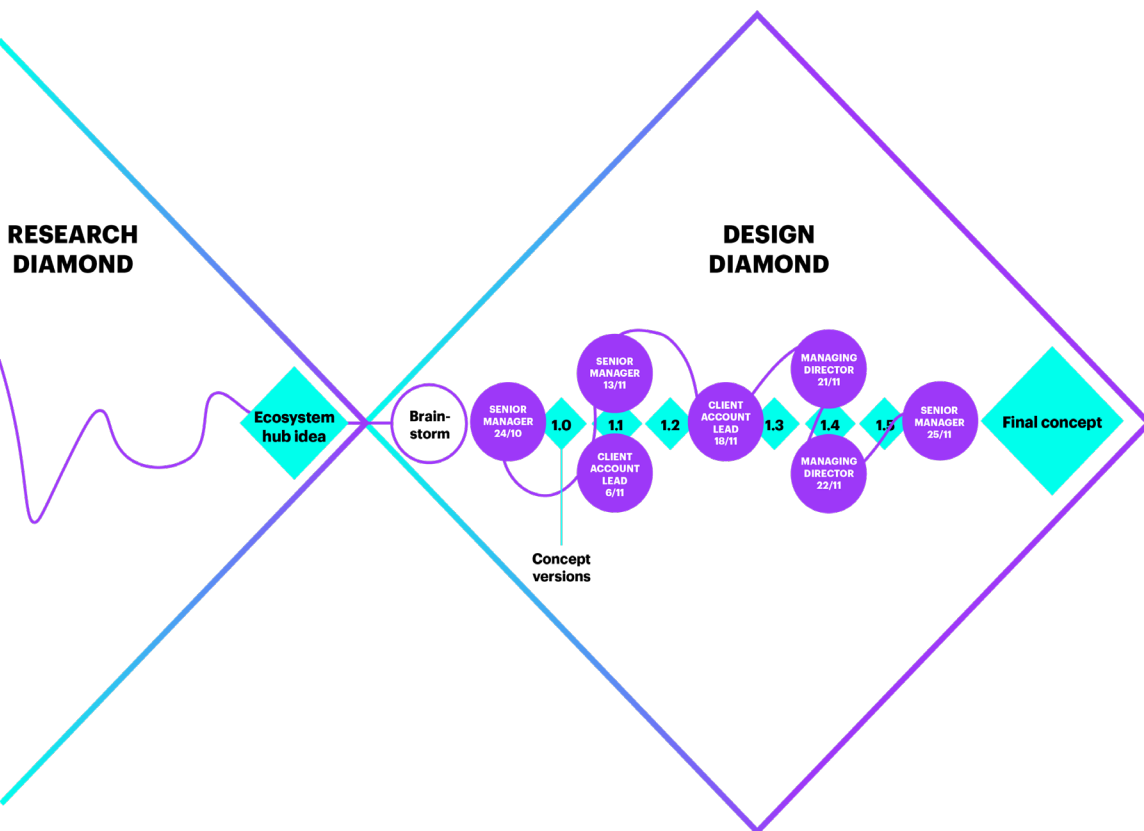 RESEARCH
DIAMOND
DESIGN
DIAMOND
Ecosystem
hub idea
Brain-
storm
SENIOR
MANAGER
24/10
1.0
Concept
versions
SENIOR
MANAGER
13/11
1.1
CLIENT
ACCOUNT
LEAD
6/11
1.2
CLIENT
ACCOUNT
LEAD
18/11
1.3
MANAGING
DIRECTOR
21/11
1.4
MANAGING
DIRECTOR
22/11
1.5
SENIOR
MANAGER
25/11
Final concept